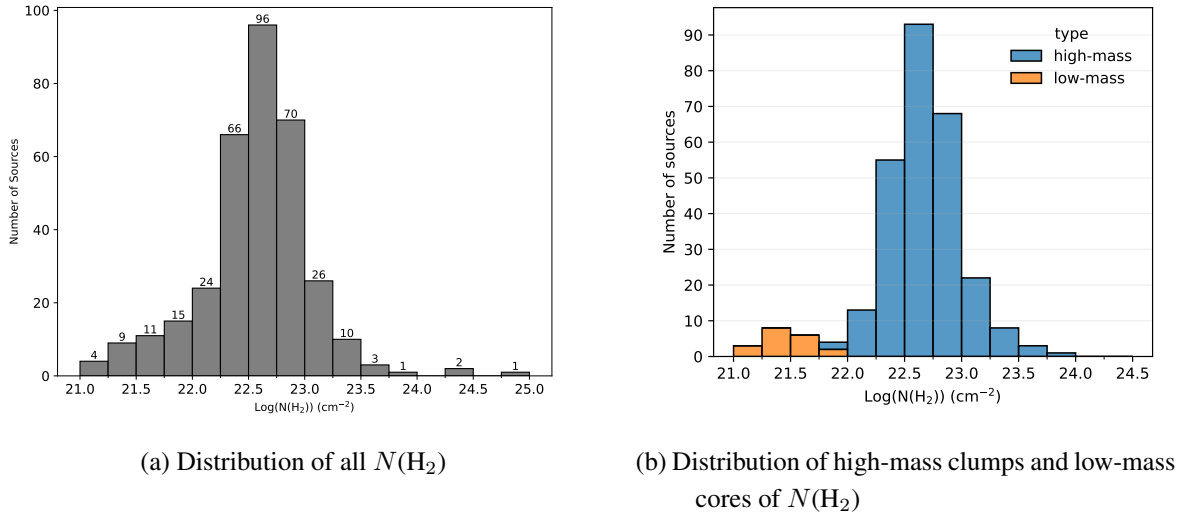 100
80
60
40
20
0
Number of Sources
4
9
11
15
24
66
96
70
26
10
3
1
2
1
21.0 21.5 22.0 22.5 23.0 23.5 24.0 24.5 25.0
Log(N(H₂)) (cm⁻²)
(a) Distribution of all N(H₂)
90
80
70
60
50
40
30
20
10
0
Number of sources
type
high-mass
low-mass
21.0 21.5 22.0 22.5 23.0 23.5 24.0 24.5
Log(N(H₂)) (cm⁻²)
(b) Distribution of high-mass clumps and low-mass
cores of N(H₂)